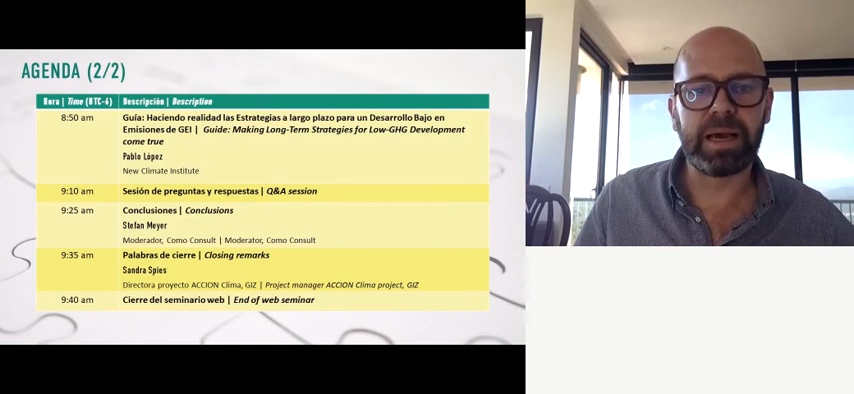 AGENDA (2/2)
Hora | Time (UTC-6) Descripción | Description
8:50 am Guía: Haciendo realidad las Estrategias a largo plazo para un Desarrollo Bajo en
Emisiones de GEI | Guide: Making Long-Term Strategies for Low-GHG Development
come true
Pablo López
New Climate Institute
9:10 am Sesión de preguntas y respuestas | Q&A session
9:25 am Conclusiones | Conclusions
Stefan Meyer
Moderador, Como Consult | Moderator, Como Consult
9:35 am Palabras de cierre | Closing remarks
Sandra Spies
Directora proyecto ACCION Clima, GIZ | Project manager ACCION Clima project, GIZ
9:40 am Cierre del seminario web | End of web seminar